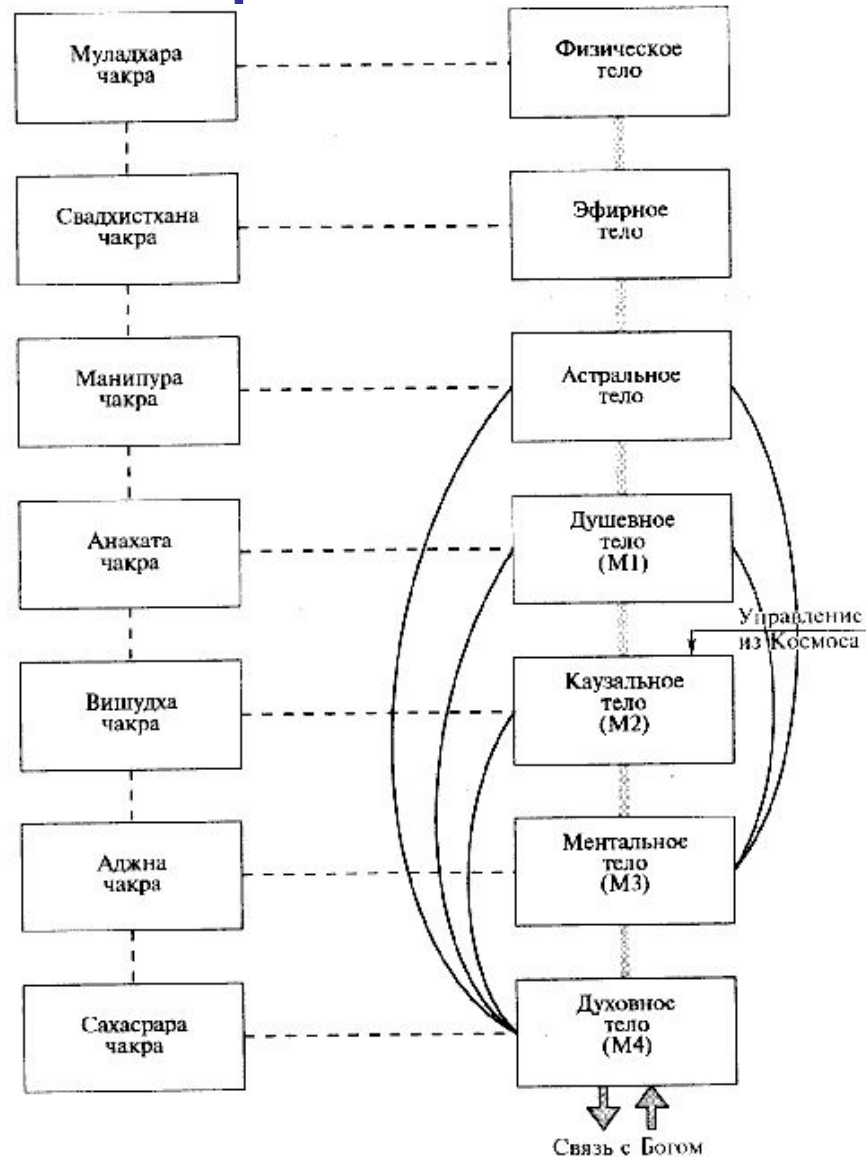 Муладхара
чакра
Физическое
тело
Свадхистхана
чакра
Эфирное
тело
Манипура
чакра
Астральное
тело
Анахата
чакра
Душевное
тело
(М1)
Управление
из Космоса
Вишудха
чакра
Каузальное
тело
(М2)
Аджна
чакра
Ментальное
тело
(М3)
Сахасрара
чакра
Духовное
тело
(М4)
Связь с Богом